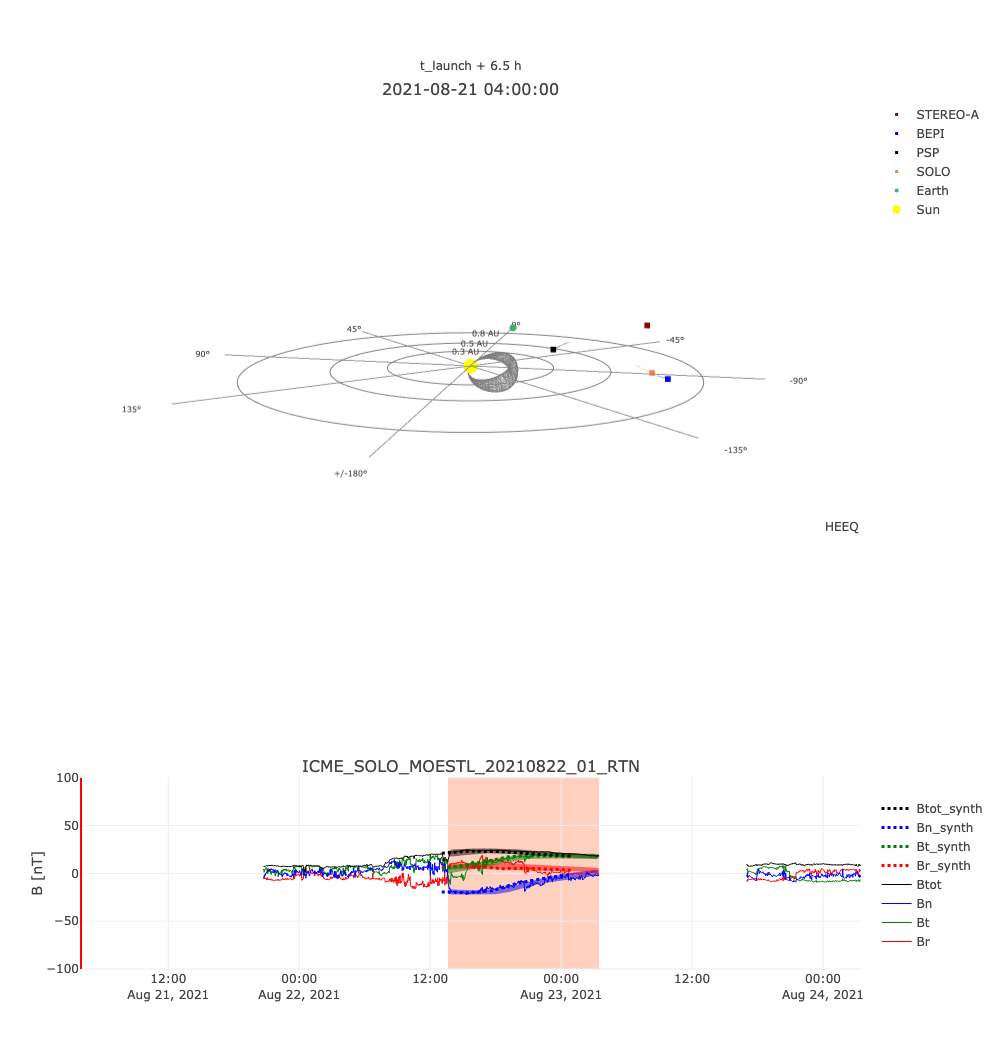 t_launch + 6.5 h
2021-08-21 04:00:00
STEREO-A
BEPI
PSP
SOLO
Earth
Sun
0°
45°
0.8 AU
-45°
0.5 AU
90°
0.3 AU
-90°
135°
-135°
+/-180°
HEEQ
ICME_SOLO_MOESTL_20210822_01_RTN
B [nT]
100
50
0
−50
−100
12:00
Aug 21, 2021
00:00
Aug 22, 2021
12:00
00:00
Aug 23, 2021
12:00
00:00
Aug 24, 2021
Btot_synth
Bn_synth
Bt_synth
Br_synth
Btot
Bn
Bt
Br